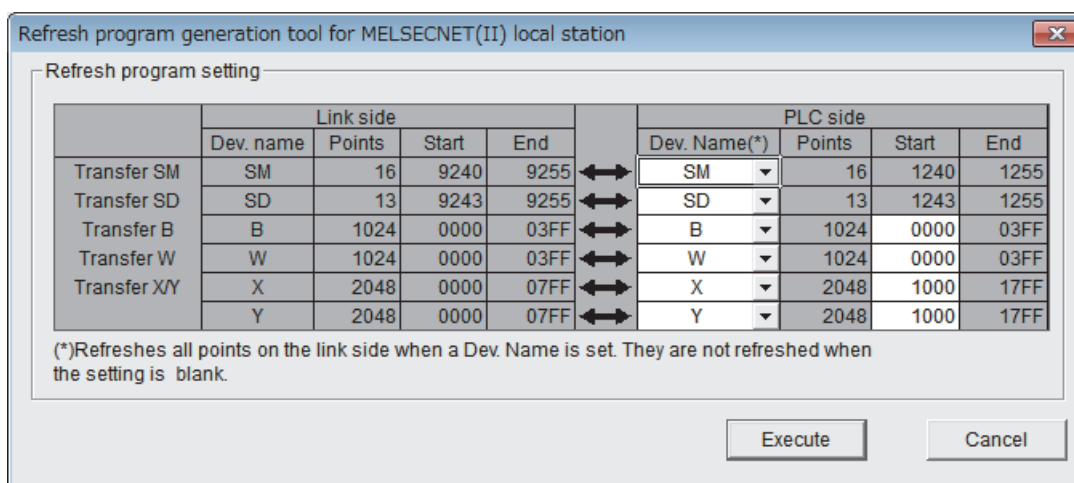 Refresh program generation tool for MELSECNET(II) local station
Refresh program setting
Link side PLC side
Dev. name Points Start End Dev. Name(*) Points Start End
Transfer SM SM 16 9240 9255 SM 16 1240 1255
Transfer SD SD 13 9243 9255 SD 13 1243 1255
Transfer B B 1024 0000 03FF B 1024 0000 03FF
Transfer W W 1024 0000 03FF W 1024 0000 03FF
Transfer X/Y X 2048 0000 07FF X 2048 1000 17FF
Y 2048 0000 07FF Y 2048 1000 17FF
(*)Refreshes all points on the link side when a Dev. Name is set. They are not refreshed when
the setting is blank.
Execute Cancel